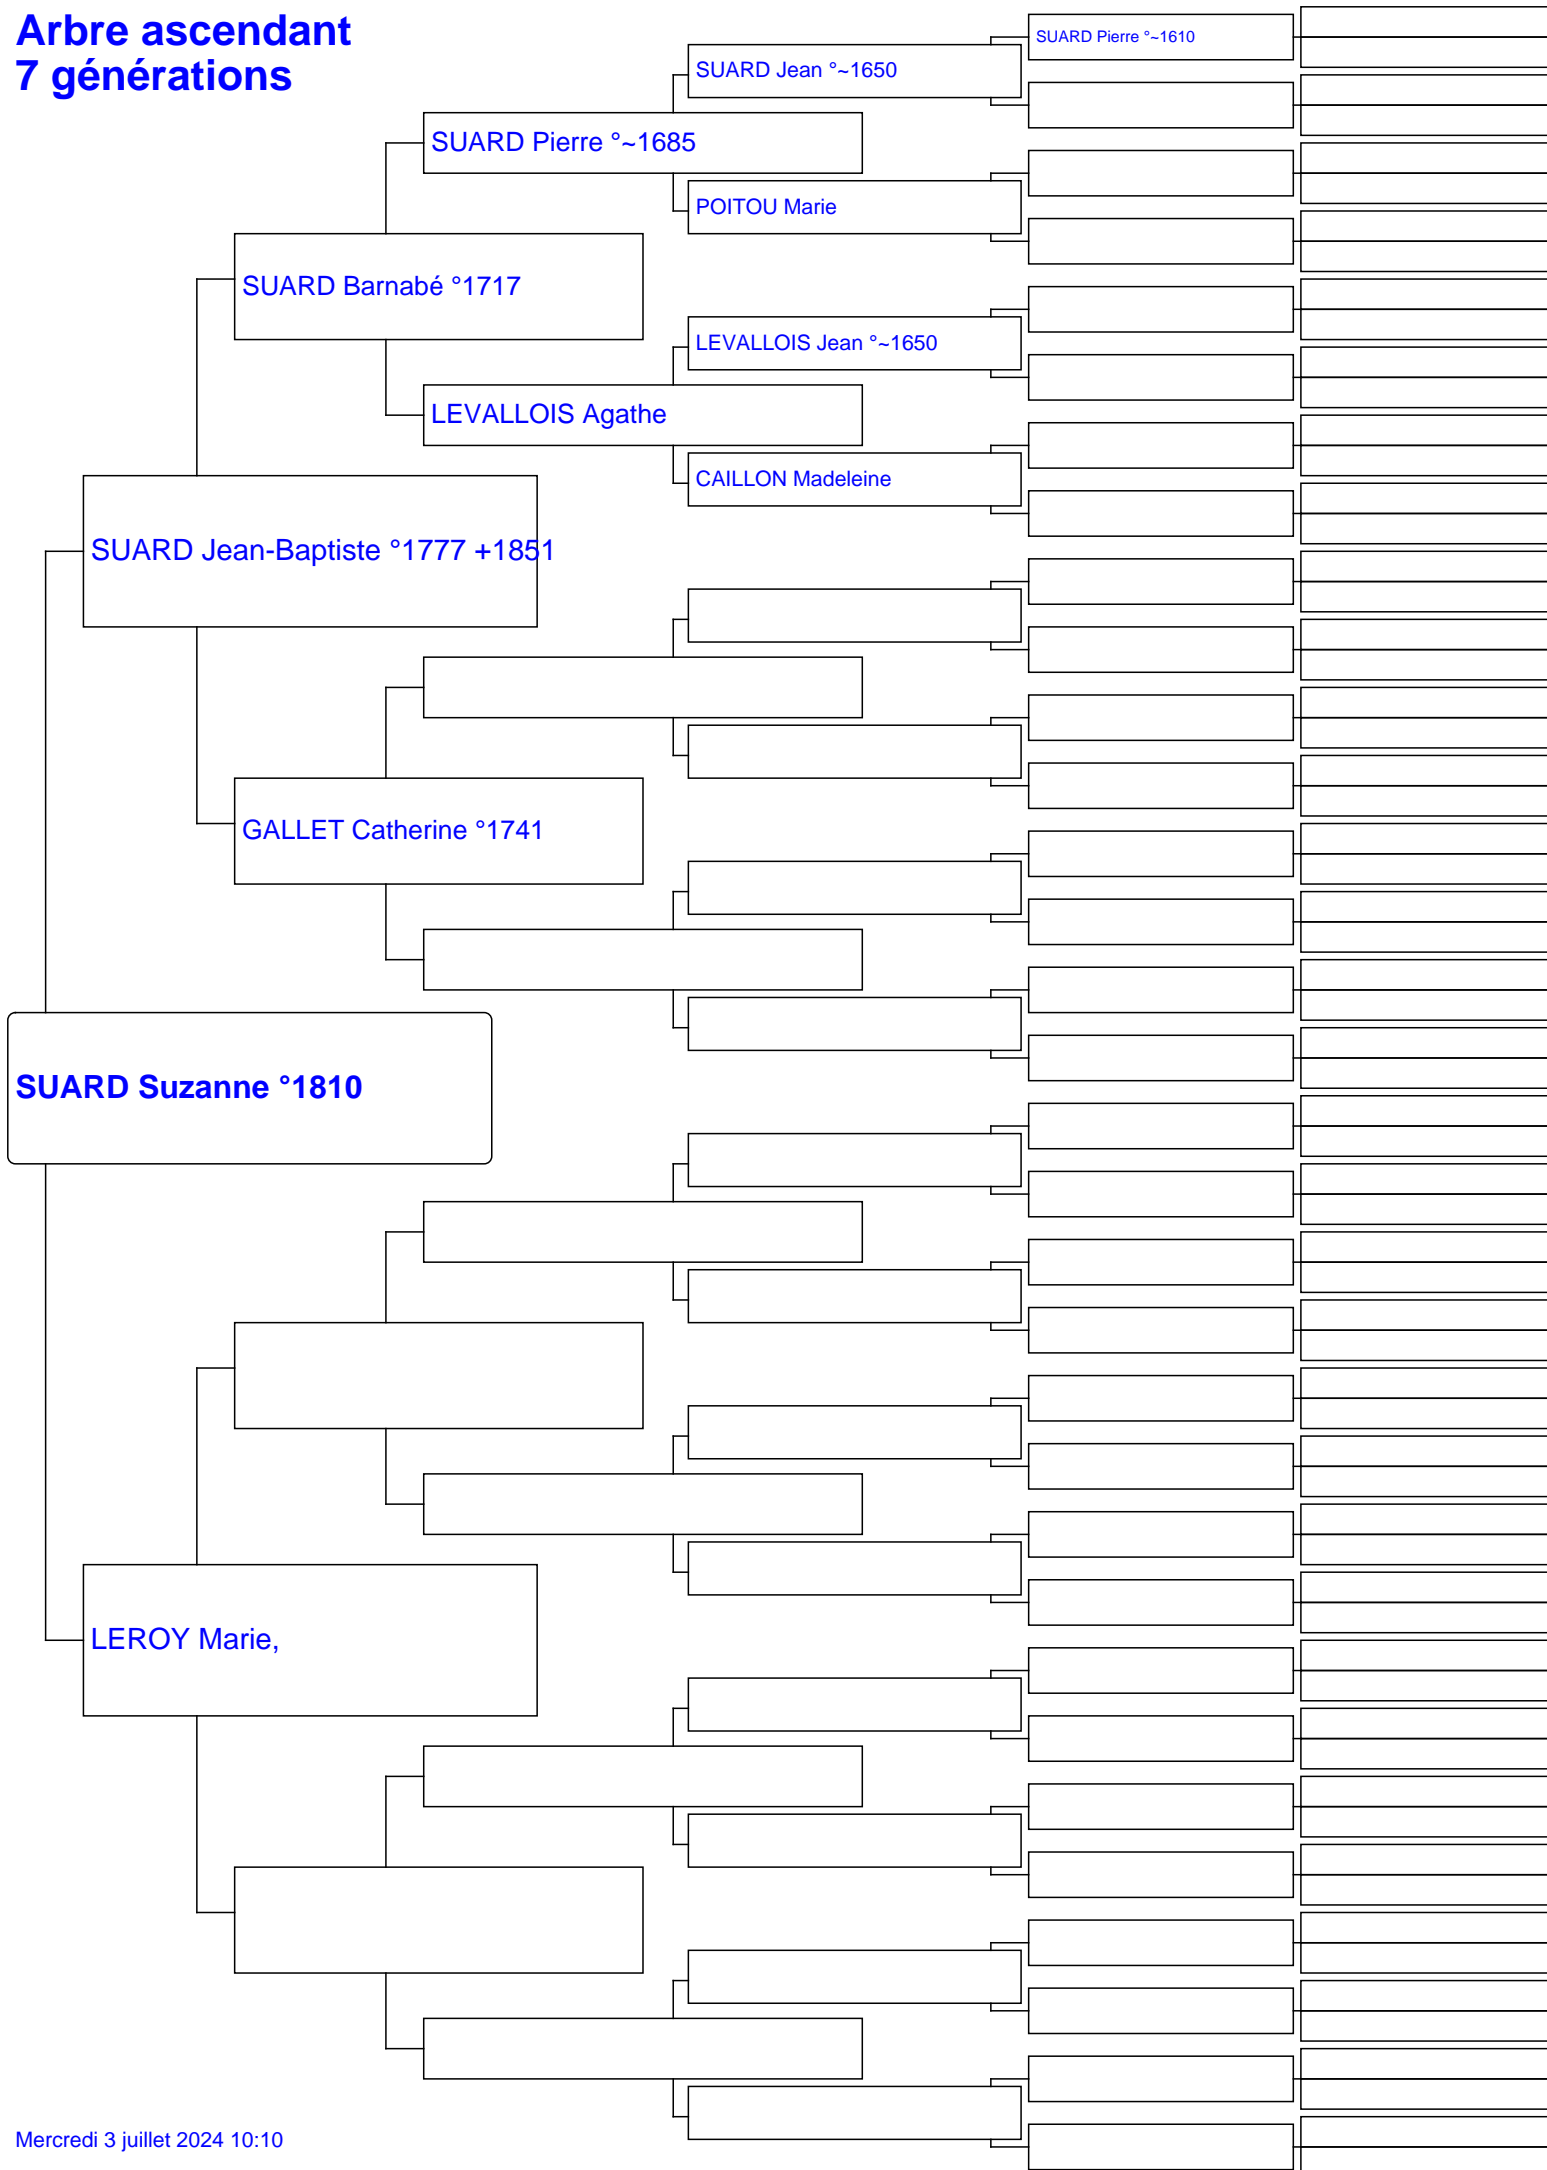 Arbre ascendant
7 générations
SUARD Pierre °~1610
SUARD Jean °~1650
SUARD Pierre °~1685
POITOU Marie
SUARD Barnabé °1717
LEVALLOIS Jean °~1650
LEVALLOIS Agathe
CAILLON Madeleine
SUARD Jean-Baptiste °1777 +1851
GALLET Catherine °1741
SUARD Suzanne °1810
LEROY Marie,
Mercredi 3 juillet 2024 10:10